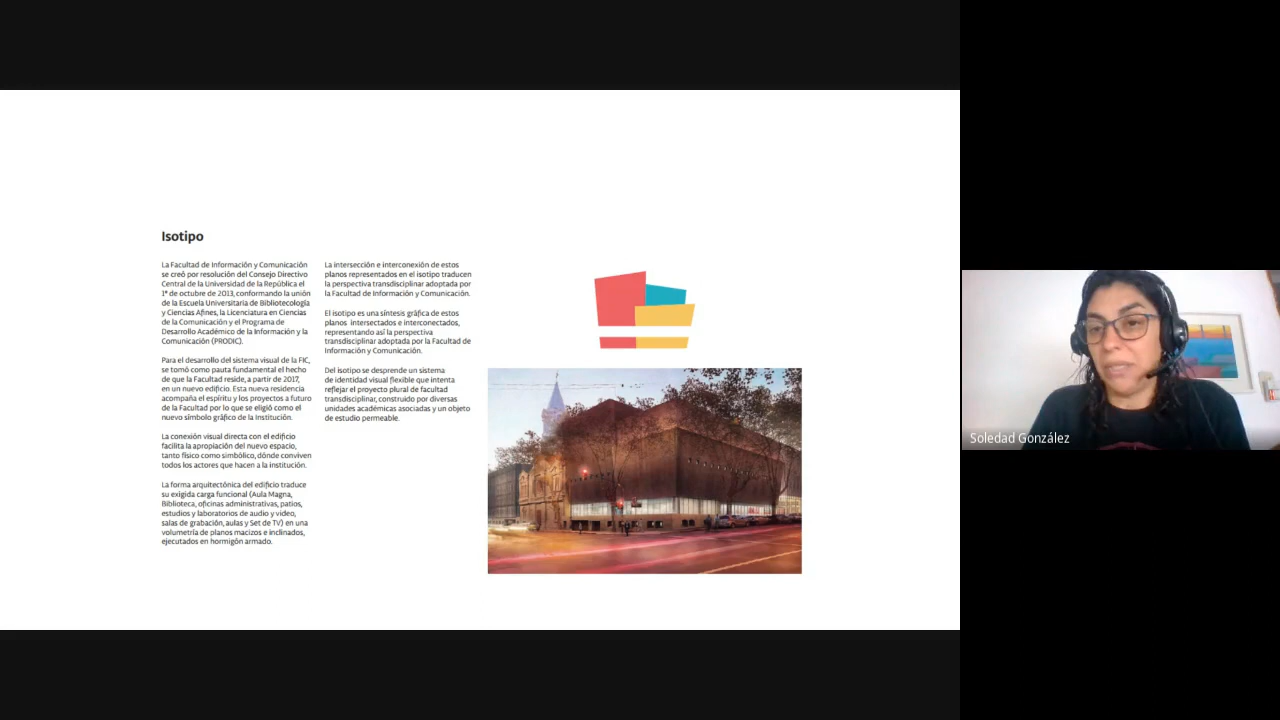 Isotipo
La Facultad de Información y Comunicación
se creó por resolución del Consejo Directivo
Central de la Universidad de la República el
1º de octubre de 2013, conformando la unión
de la Escuela Universitaria de Bibliotecología
y Ciencias Afines, la Licenciatura en Ciencias
de la Comunicación y el Programa de
Desarrollo Académico de la Información y la
Comunicación (PRODIC).
Para el desarrollo del sistema visual de la FIC,
se tomó como pauta fundamental el hecho
de que la Facultad reside, a partir de 2017,
en un nuevo edificio. Esta nueva residencia
acompaña el espíritu y los proyectos a futuro
de la Facultad por lo que se eligió como el
nuevo símbolo gráfico de la Institución.
La conexión visual directa con el edificio
facilita la apropiación del nuevo espacio,
tanto físico como simbólico, dónde conviven
todos los actores que hacen a la institución.
La forma arquitectónica del edificio traduce
su exigida carga funcional (Aula Magna,
Biblioteca, oficinas administrativas, patios,
estudios y laboratorios de audio y video,
salas de grabación, aulas y Set de TV) en una
volumetría de planos macizos e inclinados,
ejecutados en hormigón armado.
La intersección e interconexión de estos
planos representados en el isotipo traducen
la perspectiva transdisciplinar adoptada por
la Facultad de Información y Comunicación.
El isotipo es una síntesis gráfica de estos
planos intersectados e interconectados,
representando así la perspectiva
transdisciplinar adoptada por la Facultad de
Información y Comunicación.
Del isotipo se desprende un sistema
de identidad visual flexible que intenta
reflejar el proyecto plural de facultad
transdisciplinar, construido por diversas
unidades académicas asociadas y un objeto
de estudio permeable.
Soledad González